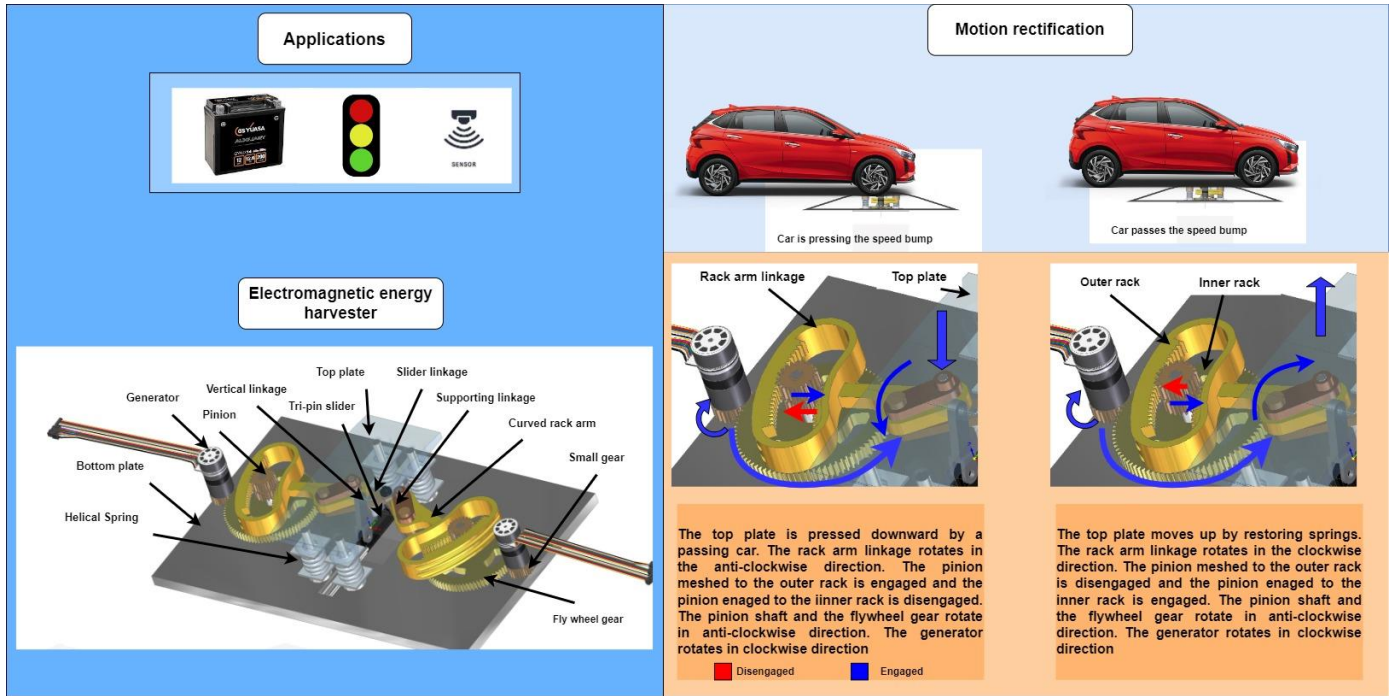 Applications
GS YUASA
AUXILIARY
SENSOR
Electromagnetic energy
harvester
Top plate
Slider linkage
Vertical linkage
Supporting linkage
Generator
Tri-pin slider
Pinion
Curved rack arm
Small gear
Bottom plate
Helical Spring
Fly wheel gear
Motion rectification
Car is pressing the speed bump
Car passes the speed bump
Rack arm linkage
Top plate
Outer rack
Inner rack
The top plate is pressed downward by a
passing car. The rack arm linkage rotates in
the anti-clockwise direction. The pinion
meshed to the outer rack is engaged and the
pinion enaged to the iinner rack is disengaged.
The pinion shaft and the flywheel gear rotate
in anti-clockwise direction. The generator
rotates in clockwise direction
Disengaged
Engaged
The top plate moves up by restoring springs.
The rack arm linkage rotates in the clockwise
direction. The pinion meshed to the outer rack
is disengaged and the pinion enaged to the
inner rack is engaged. The pinion shaft and
the flywheel gear rotate in anti-clockwise
direction. The generator rotates in clockwise
direction